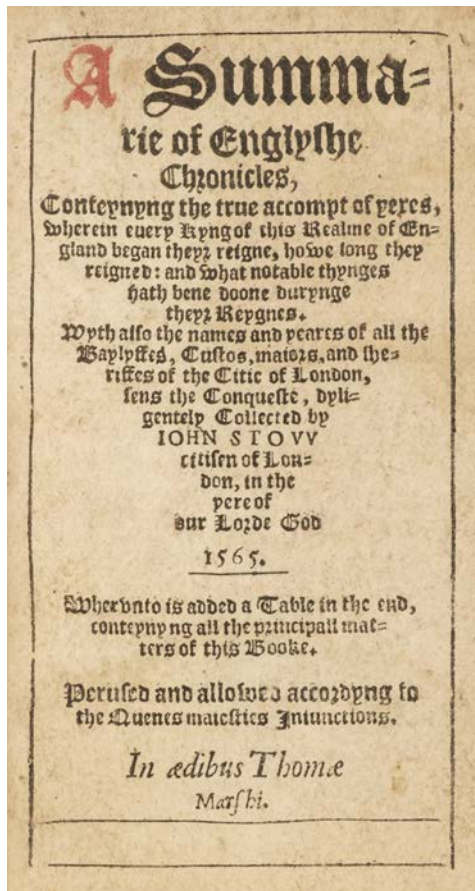 A Summa=
rie of Englyshe
Chronicles,
Conteynyng the true accompt of yeres,
wherein euery Kyng of this Realme of En=
gland began theyr reigne, howe long they
reigned: and what notable thynges
hath bene doone durynge
theyr Reygnes.
Wyth also the names and yeares of all the
Baylyffes, Custos, maiors, and she=
riffes of the Citie of London,
sens the Conqueste, dyli=
gentely Collected by
IOHN STOVV
citisen of Lon=
don, in the
yere of
our Lorde God
1565.
Wherunto is added a Table in the end,
conteynyng all the principall mat=
ters of this Booke.
Perused and allowed accordyng to
the Quenes maiesties Iniunctions.
In ædibus Thomæ
Marshi.